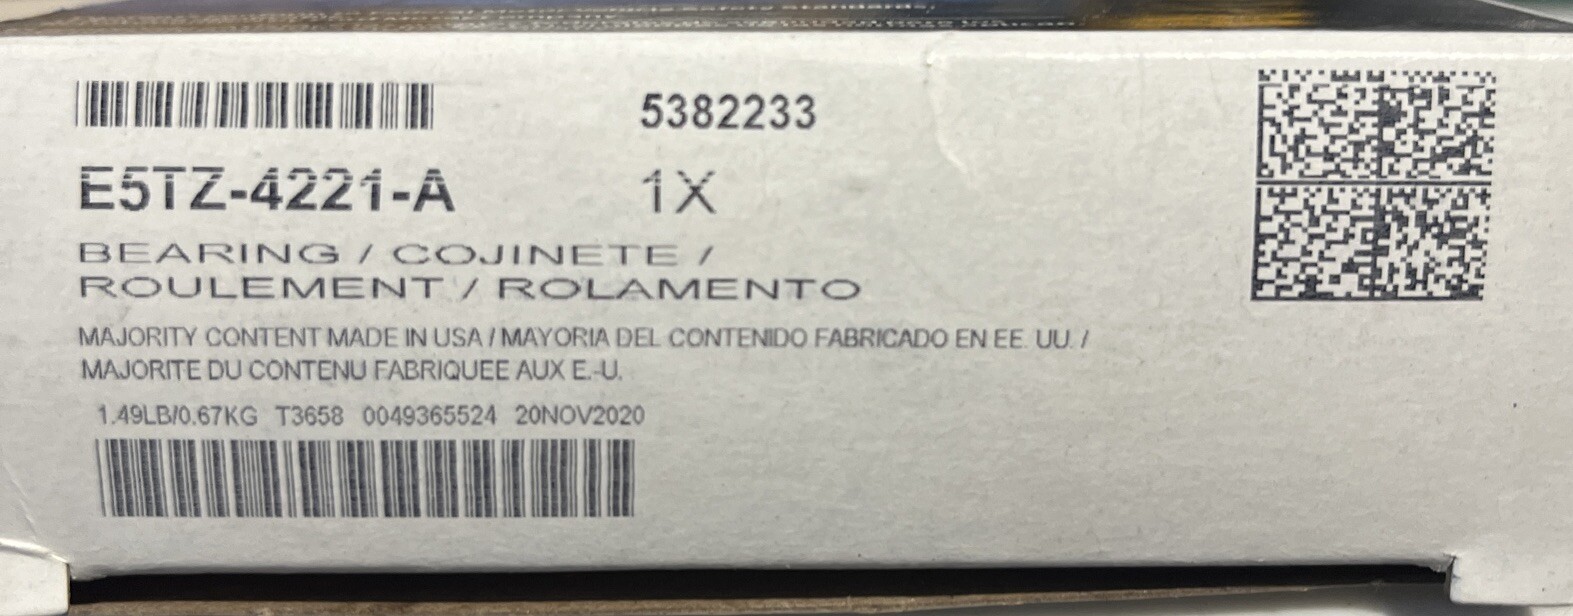 5382233
E5TZ-4221-A 1X
BEARING / COJINETE /
ROULEMENT / ROLAMENTO
MAJORITY CONTENT MADE IN USA / MAYORIA DEL CONTENIDO FABRICADO EN EE. UU. /
MAJORITE DU CONTENU FABRIQUEE AUX E.-U.
1.49LB/0.67KG T3658 0049365524 20NOV2020